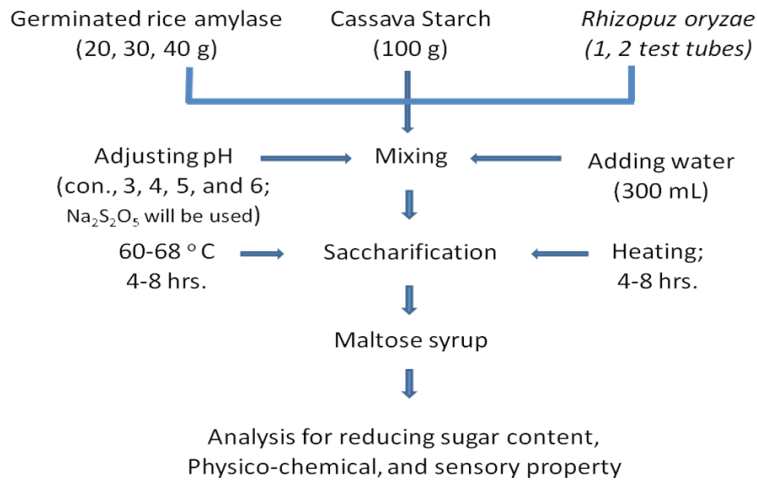 Germinated rice amylase
(20, 30, 40 g)
Cassava Starch
(100 g)
Rhizopuz oryzae
(1, 2 test tubes)
Adjusting pH
(con., 3, 4, 5, and 6;
Na₂S₂O₅ will be used)
Mixing
Adding water
(300 mL)
60-68 ° C
4-8 hrs.
Saccharification
Heating;
4-8 hrs.
Maltose syrup
Analysis for reducing sugar content,
Physico-chemical, and sensory property